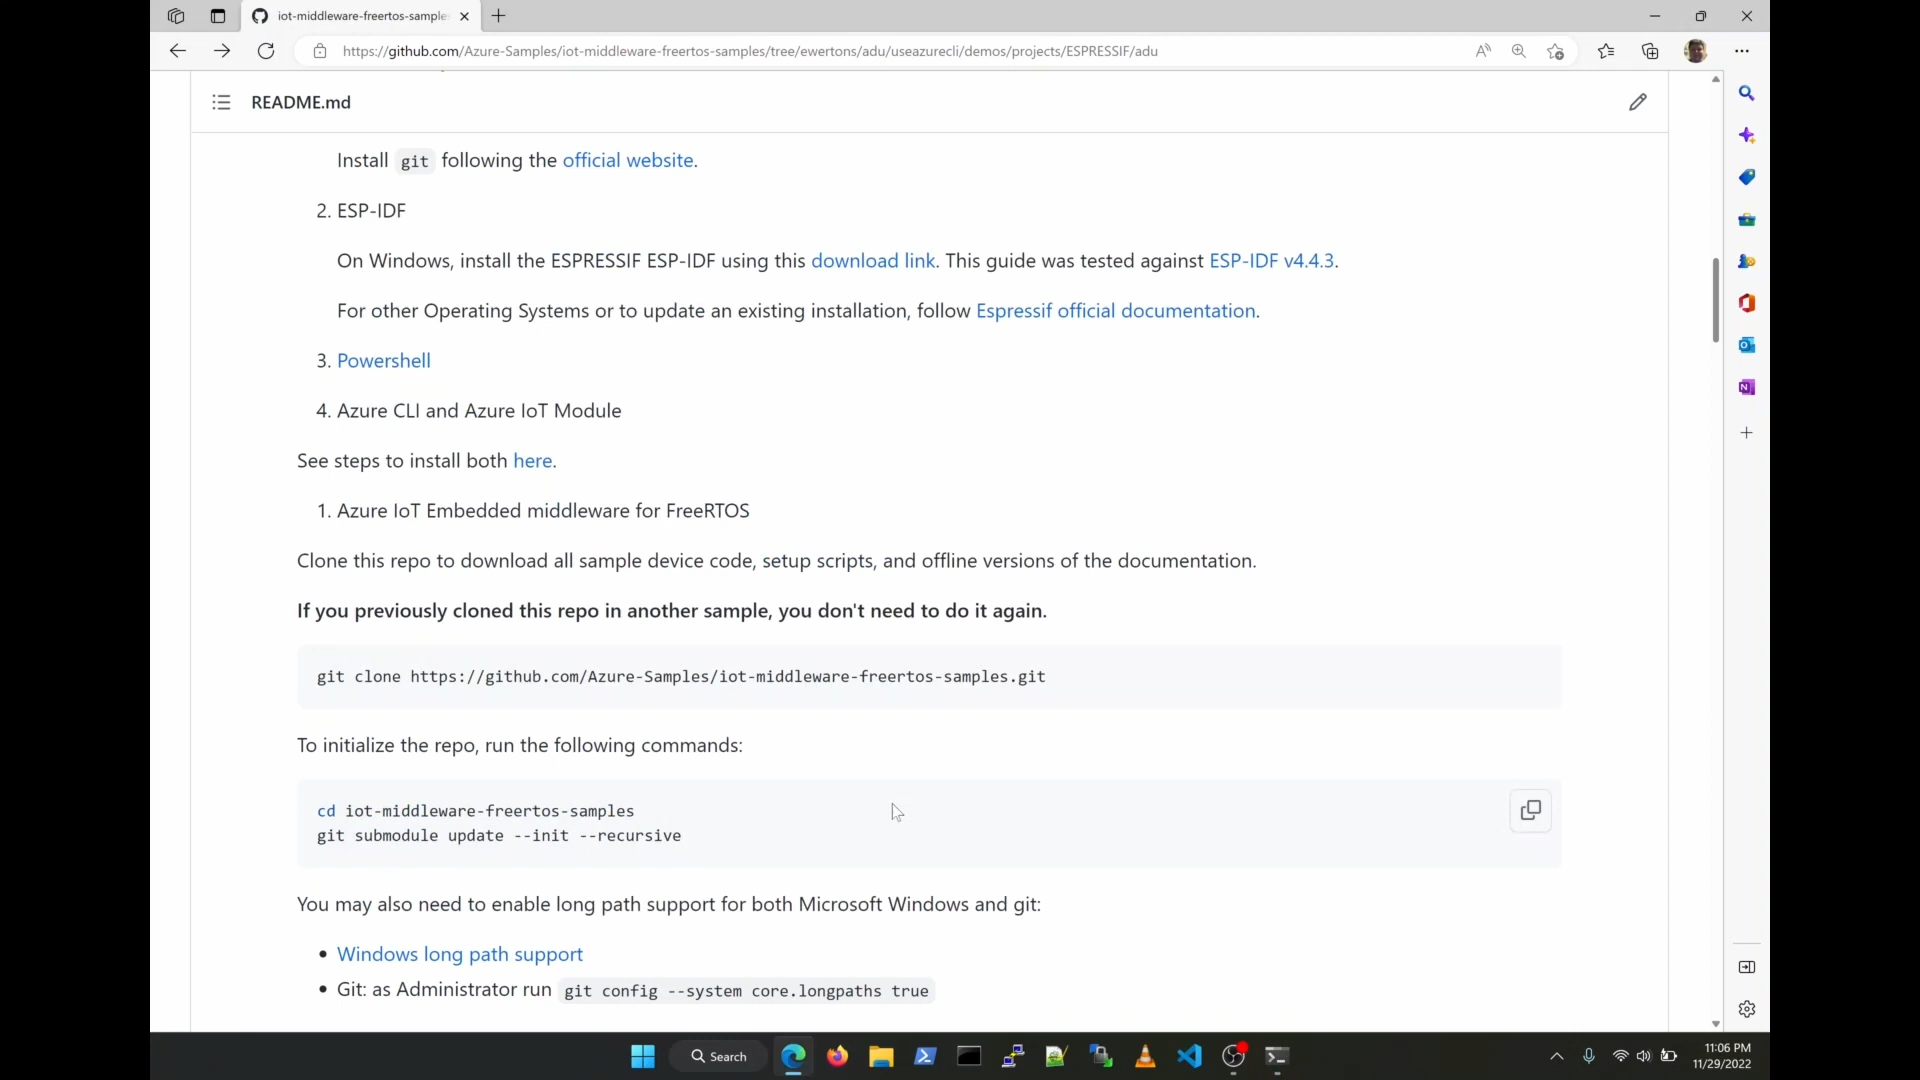 iot-middleware-freertos-sample
https://github.com/Azure-Samples/iot-middleware-freertos-samples/tree/ewertons/adu/useazurecli/demos/projects/ESPRESSIF/adu
README.md
Install git following the official website.
2. ESP-IDF
On Windows, install the ESPRESSIF ESP-IDF using this download link. This guide was tested against ESP-IDF v4.4.3.
For other Operating Systems or to update an existing installation, follow Espressif official documentation.
3. Powershell
4. Azure CLI and Azure IoT Module
See steps to install both here.
1. Azure IoT Embedded middleware for FreeRTOS
Clone this repo to download all sample device code, setup scripts, and offline versions of the documentation.
If you previously cloned this repo in another sample, you don't need to do it again.
git clone https://github.com/Azure-Samples/iot-middleware-freertos-samples.git
To initialize the repo, run the following commands:
cd iot-middleware-freertos-samples
git submodule update --init --recursive
You may also need to enable long path support for both Microsoft Windows and git:
• Windows long path support
• Git: as Administrator run git config --system core.longpaths true
Search
11:06 PM
11/29/2022